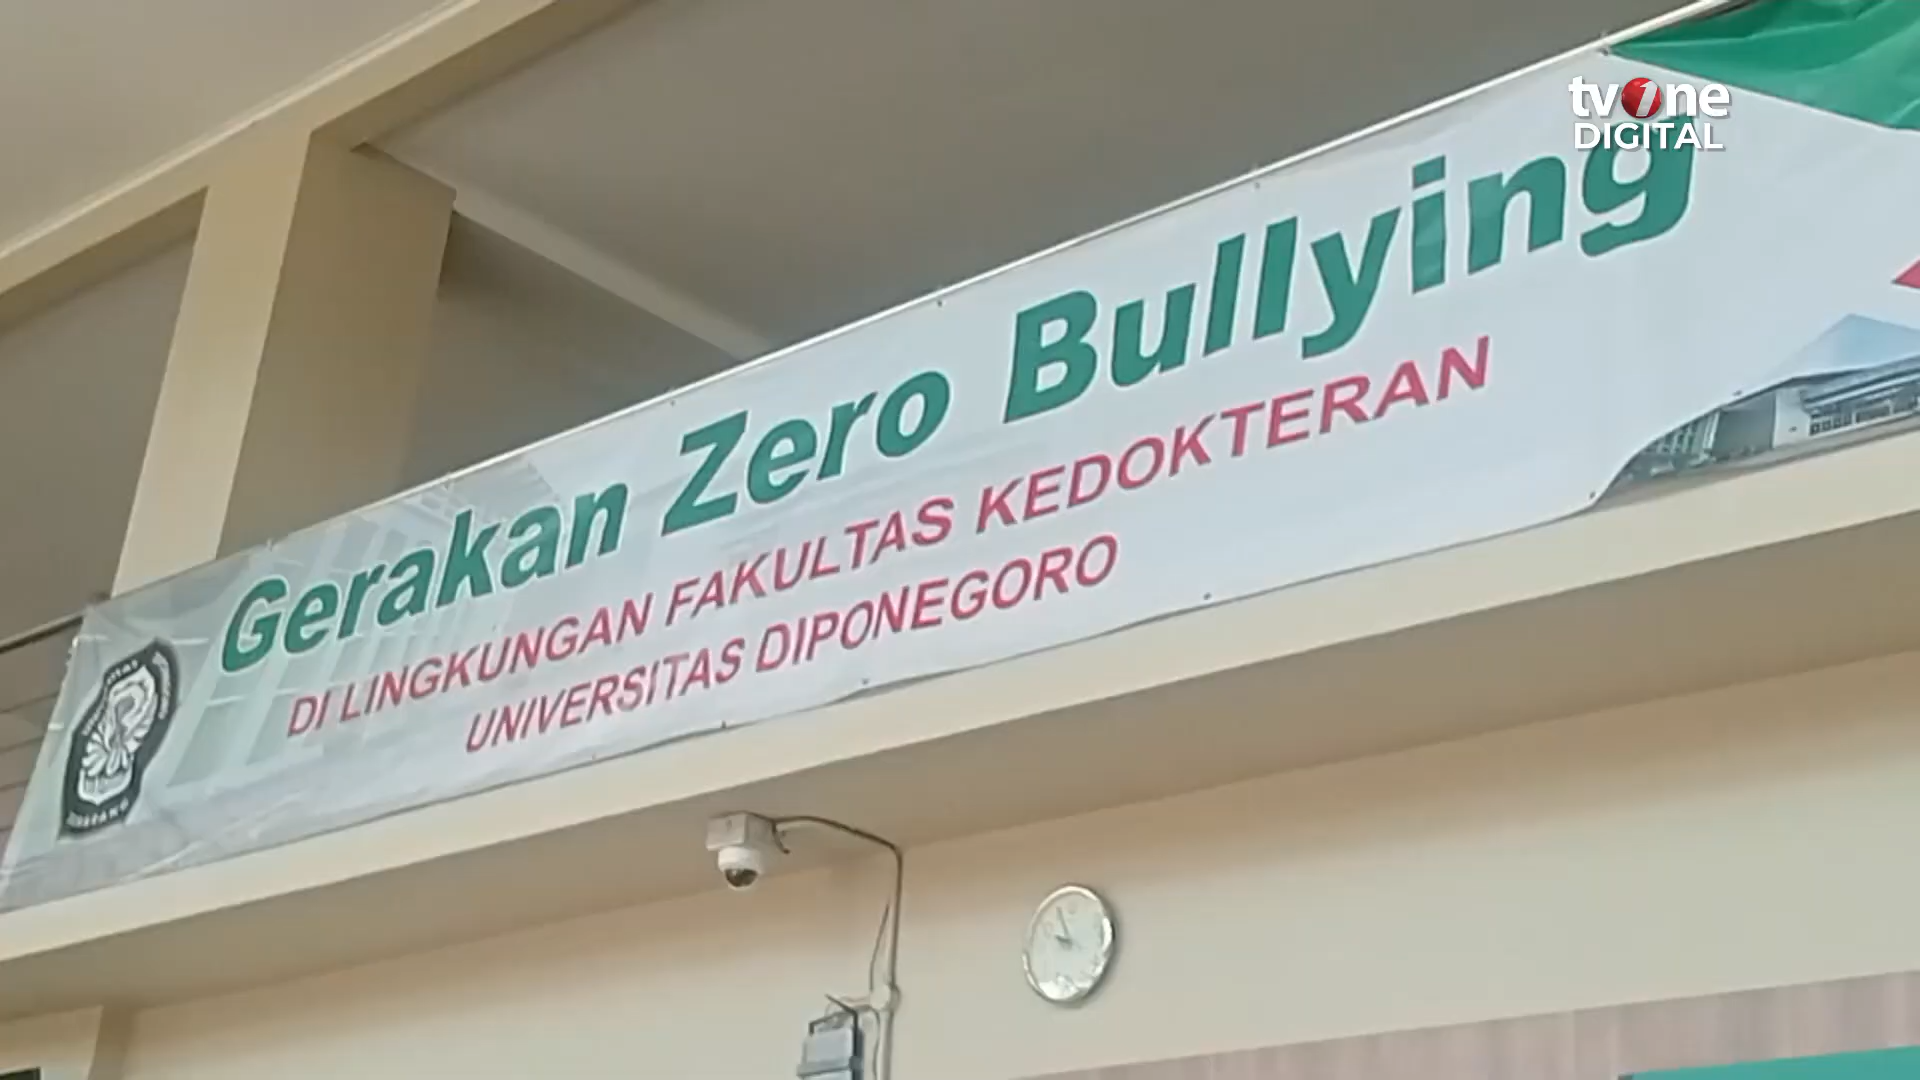 tvOne
DIGITAL
Gerakan Zero Bullying
DI LINGKUNGAN FAKULTAS KEDOKTERAN
UNIVERSITAS DIPONEGORO